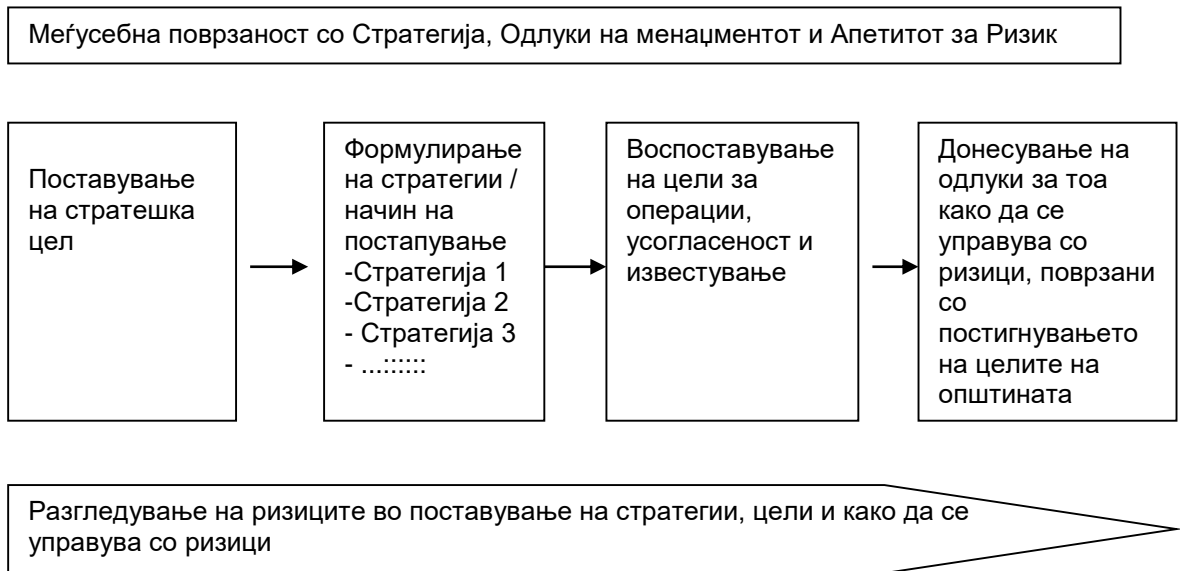 Меѓусебна поврзаност со Стратегија, Одлуки на менаџментот и Апетитот за Ризик
Поставување
на стратешка
цел
Формулирање
на стратегии /
начин на
постапување
-Стратегија 1
-Стратегија 2
- Стратегија 3
- ...::::::
Воспоставување
на цели за
операции,
усогласеност и
известување
Донесување на
одлуки за тоа
како да се
управува со
ризици, поврзани
со
постигнувањето
на целите на
општината
Разгледување на ризиците во поставување на стратегии, цели и како да се
управува со ризици